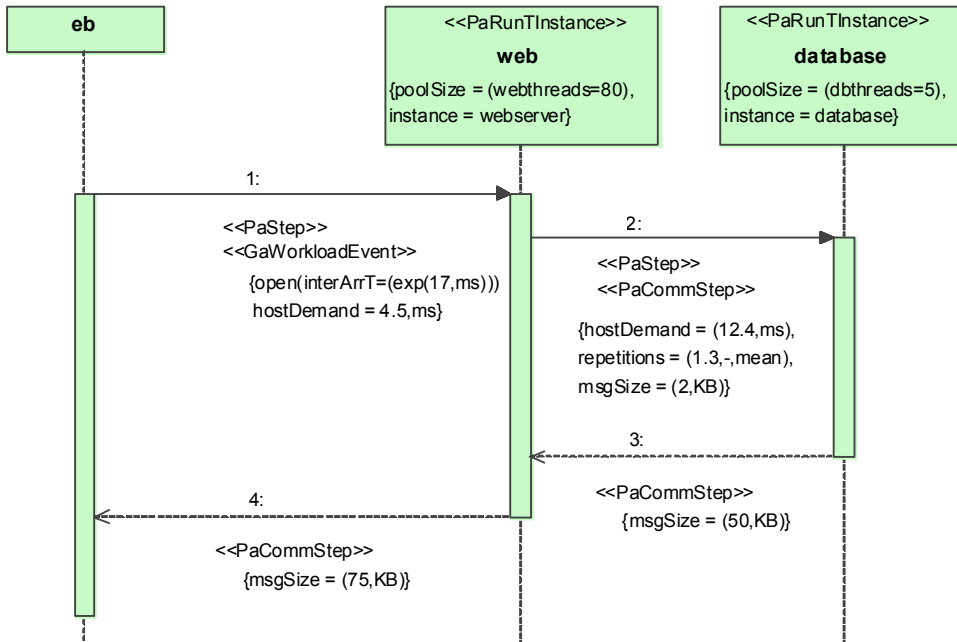 eb
<<PaRunTInstance>>
web
{poolSize = (webthreads=80),
instance = webserver}
<<PaRunTInstance>>
database
{poolSize = (dbthreads=5),
instance = database}
1:
<<PaStep>>
<<GaWorkloadEvent>>
{open(interArrT=(exp(17,ms)))
hostDemand = 4.5,ms}
2:
<<PaStep>>
<<PaCommStep>>
{hostDemand = (12.4,ms),
repetitions = (1.3,-,mean),
msgSize = (2,KB)}
3:
<<PaCommStep>>
{msgSize = (50,KB)}
4:
<<PaCommStep>>
{msgSize = (75,KB)}